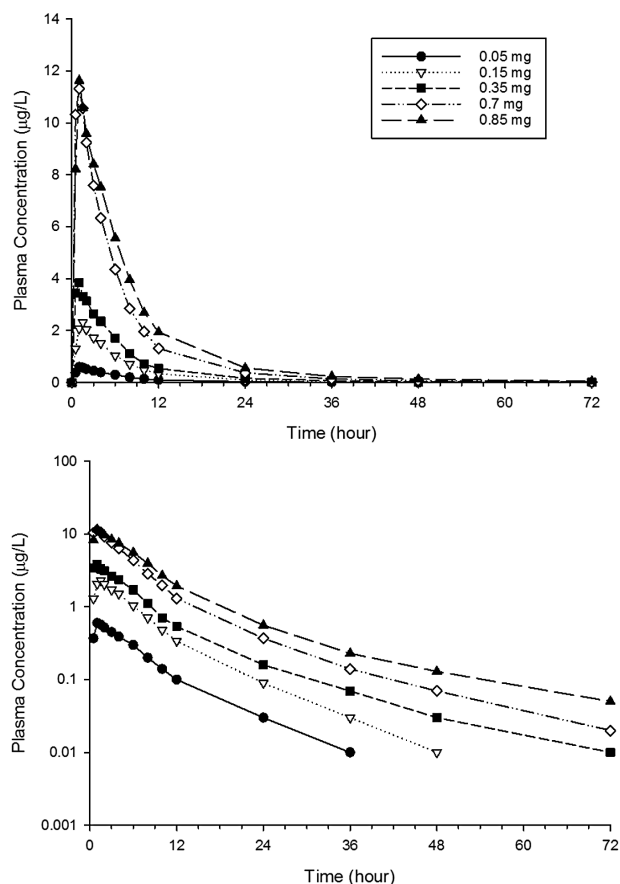 14
12
10
8
6
4
2
0
Plasma Concentration (µg/L)
0.05 mg
0.15 mg
0.35 mg
0.7 mg
0.85 mg
0 12 24 36 48 60 72
Time (hour)
100
10
1
0.1
0.01
0.001
Plasma Concentration (µg/L)
0 12 24 36 48 60 72
Time (hour)